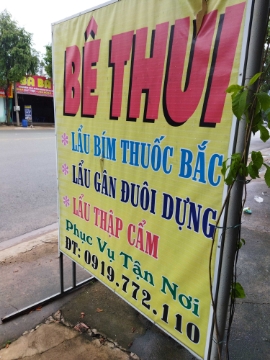 BÊ THUI
* LẨU BÍM THUỐC BẮC
* LẨU GÂN ĐUÔI DỰNG
* LẨU THẬP CẨM
Phục Vụ Tận Nơi
ĐT: 0919.772.110